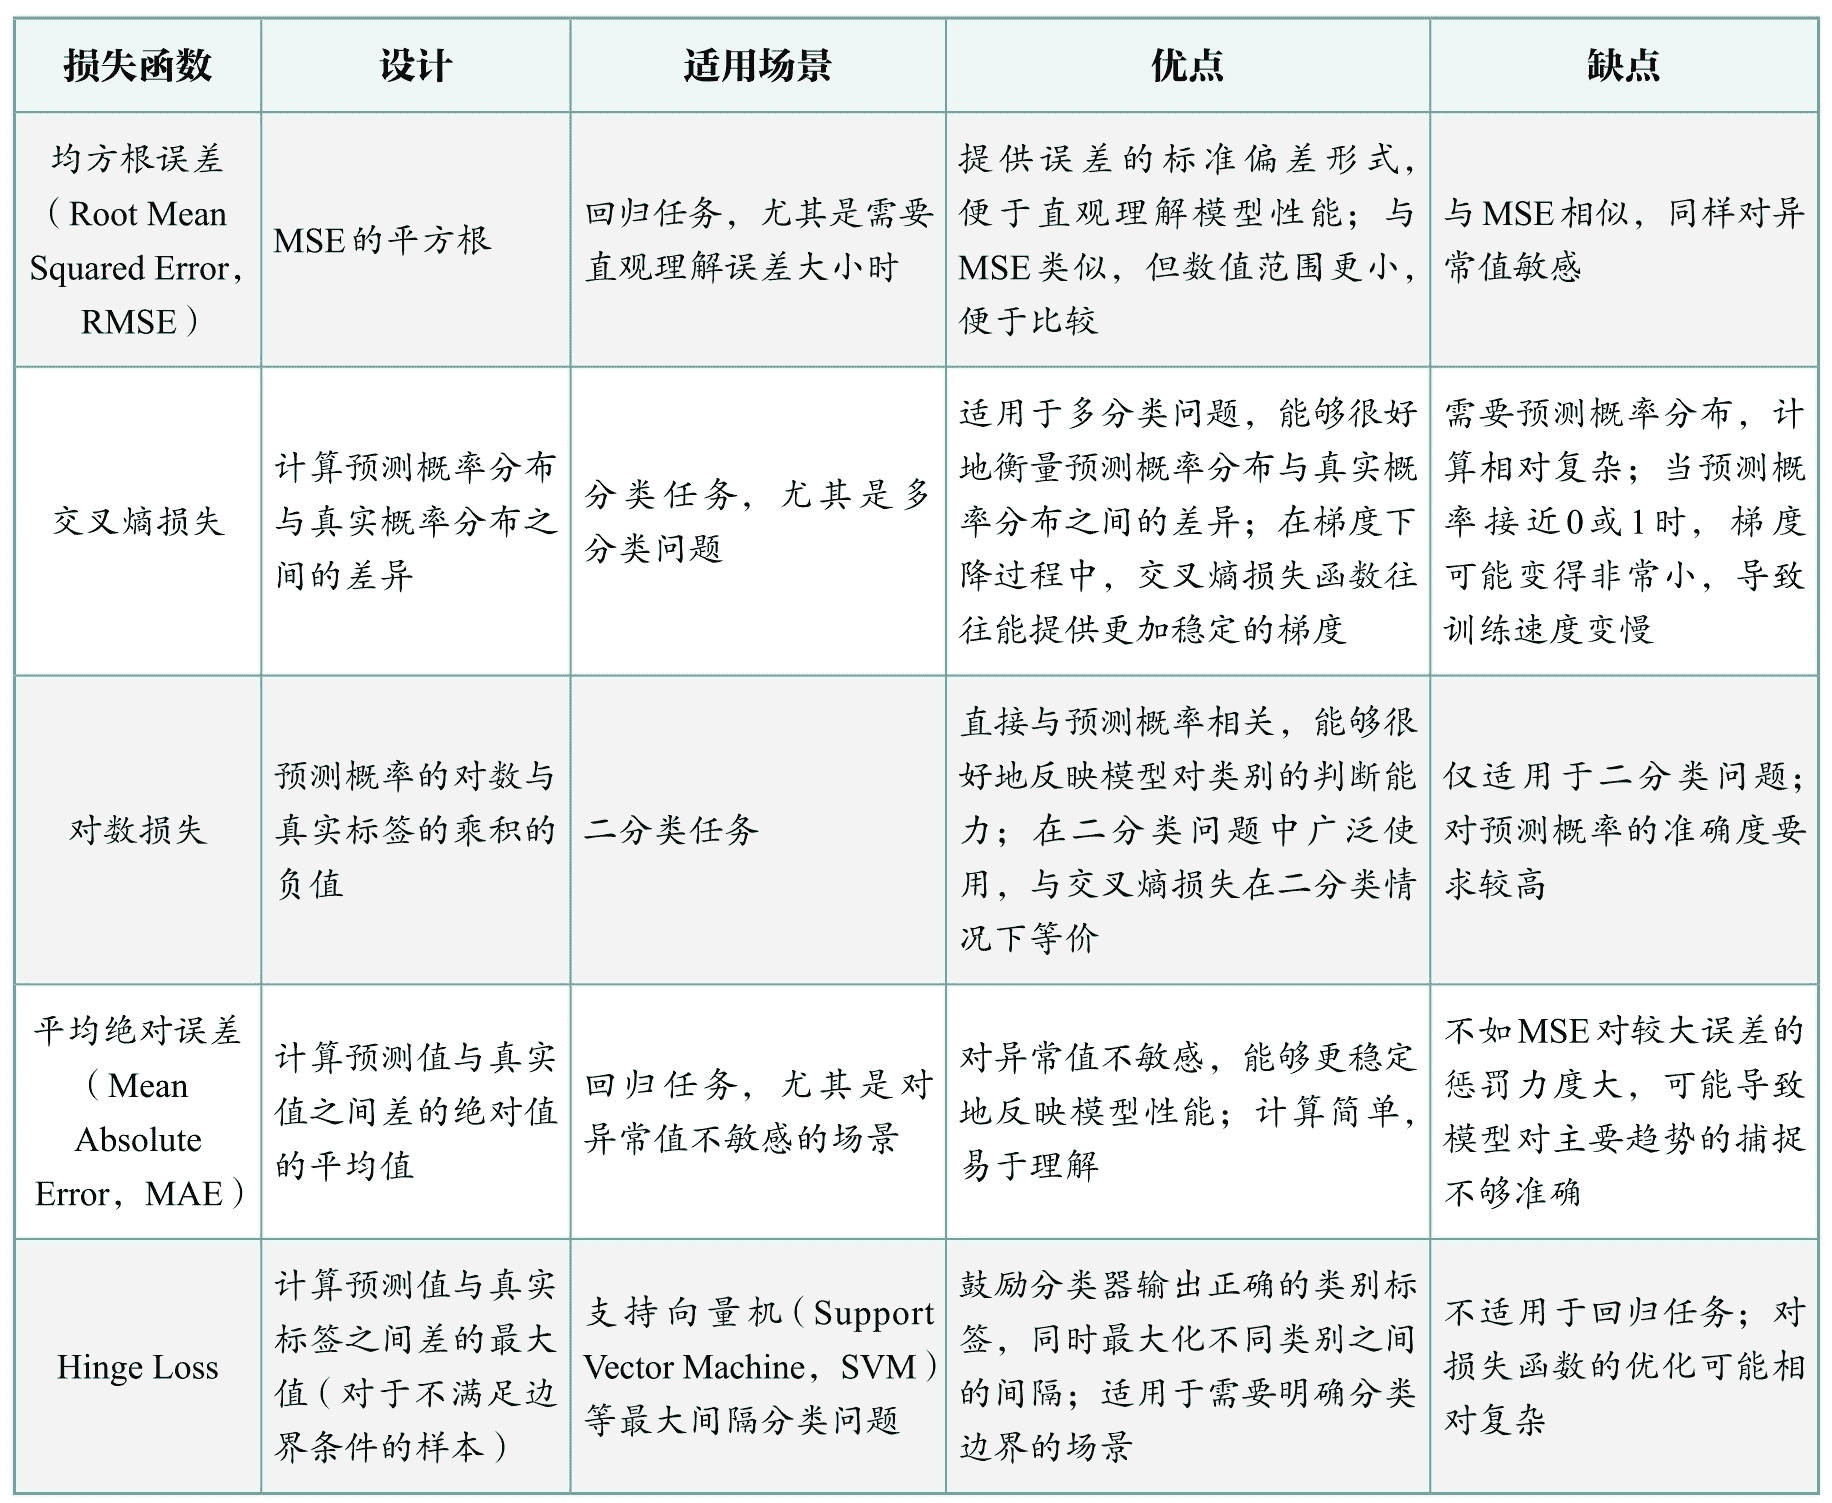 损失函数
设计
适用场景
优点
缺点
均方根误差
（Root Mean
Squared Error，
RMSE）
MSE的平方根
回归任务，尤其是需要
直观理解误差大小时
提供误差的标准偏差形式，
便于直观理解模型性能；与
MSE类似，但数值范围更小，
便于比较
与MSE相似，同样对异
常值敏感
交叉熵损失
计算预测概率分布
与真实概率分布之
间的差异
分类任务，尤其是多
分类问题
适用于多分类问题，能够很好
地衡量预测概率分布与真实概
率分布之间的差异；在梯度下
降过程中，交叉熵损失函数往
往能提供更加稳定的梯度
需要预测概率分布，计
算相对复杂；当预测概
率接近0或1时，梯度
可能变得非常小，导致
训练速度变慢
对数损失
预测概率的对数与
真实标签的乘积的
负值
二分类任务
直接与预测概率相关，能够很
好地反映模型对类别的判断能
力；在二分类问题中广泛使
用，与交叉熵损失在二分类情
况下等价
仅适用于二分类问题；
对预测概率的准确度要
求较高
平均绝对误差
（Mean
Absolute
Error，MAE）
计算预测值与真实
值之间差的绝对值
的平均值
回归任务，尤其是对
异常值不敏感的场景
对异常值不敏感，能够更稳定
地反映模型性能；计算简单，
易于理解
不如MSE对较大误差的
惩罚力度大，可能导致
模型对主要趋势的捕捉
不够准确
Hinge Loss
计算预测值与真实
标签之间差的最大
值（对于不满足边
界条件的样本）
支持向量机（Support
Vector Machine，SVM）
等最大间隔分类问题
鼓励分类器输出正确的类别标
签，同时最大化不同类别之间
的间隔；适用于需要明确分类
边界的场景
不适用于回归任务；对
损失函数的优化可能相
对复杂